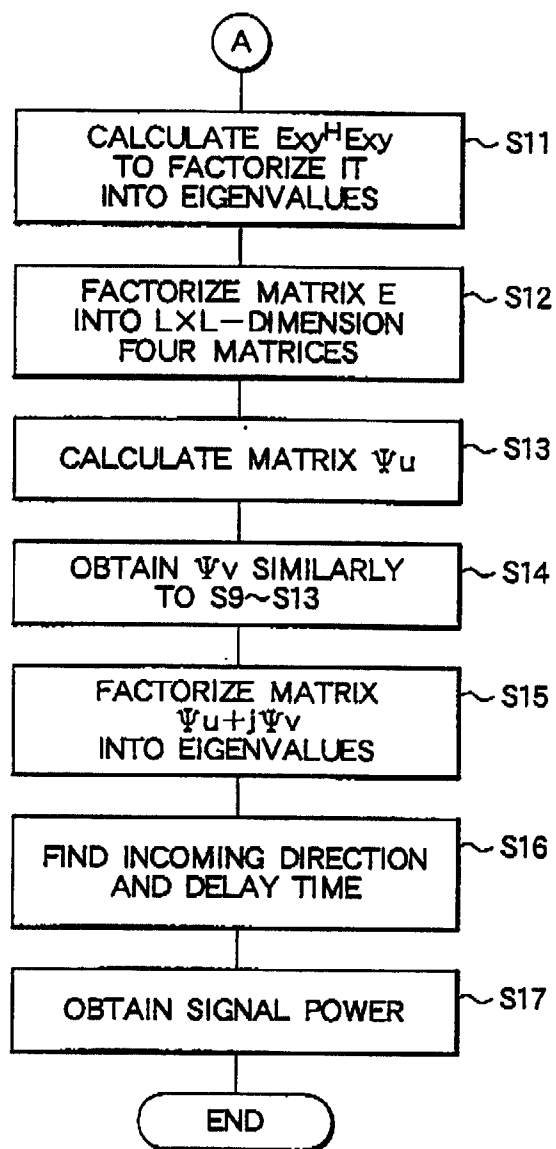 A
CALCULATE Exy^H Exy
TO FACTORIZE IT
INTO EIGENVALUES
S11
FACTORIZE MATRIX E
INTO L×L-DIMENSION
FOUR MATRICES
S12
CALCULATE MATRIX Ψu
S13
OBTAIN Ψv SIMILARLY
TO S9~S13
S14
FACTORIZE MATRIX
Ψu+jΨv
INTO EIGENVALUES
S15
FIND INCOMING DIRECTION
AND DELAY TIME
S16
OBTAIN SIGNAL POWER
S17
END